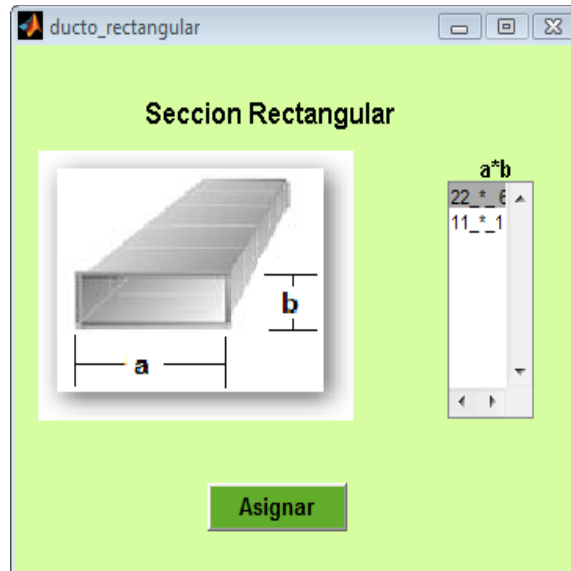 ducto_rectangular
Seccion Rectangular
a*b
22_*_6
11_*_1
b
a
Asignar